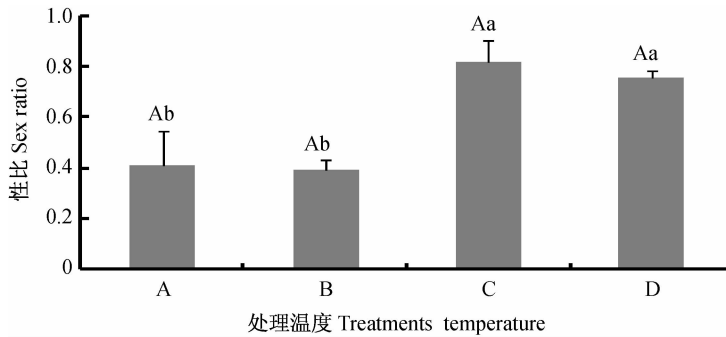 1.0
0.8
0.6
0.4
0.2
0
性比 Sex ratio
Ab
Ab
Aa
Aa
A B C D
处理温度 Treatments temperature